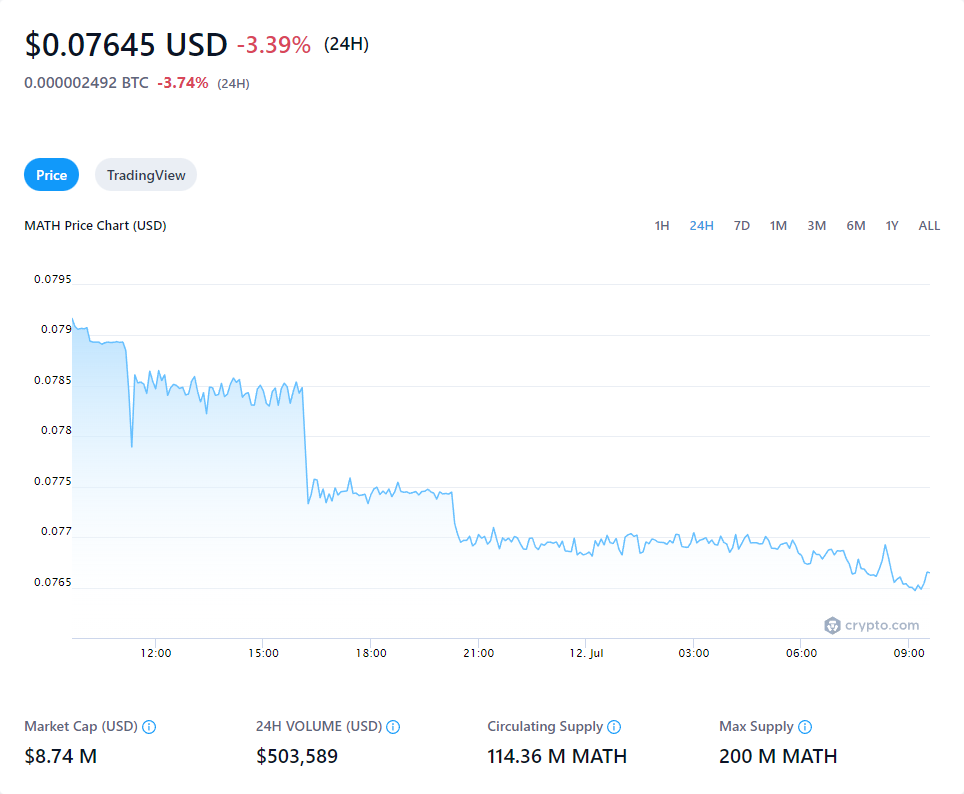 $0.07645 USD -3.39% (24H)
0.000002492 BTC -3.74% (24H)
Price TradingView
MATH Price Chart (USD) 1H 24H 7D 1M 3M 6M 1Y ALL
0.0795
0.079
0.0785
0.078
0.0775
0.077
0.0765
crypto.com
12:00 15:00 18:00 21:00 12. Jul 03:00 06:00 09:00
Market Cap (USD) 24H VOLUME (USD) Circulating Supply Max Supply
$8.74 M $503,589 114.36 M MATH 200 M MATH